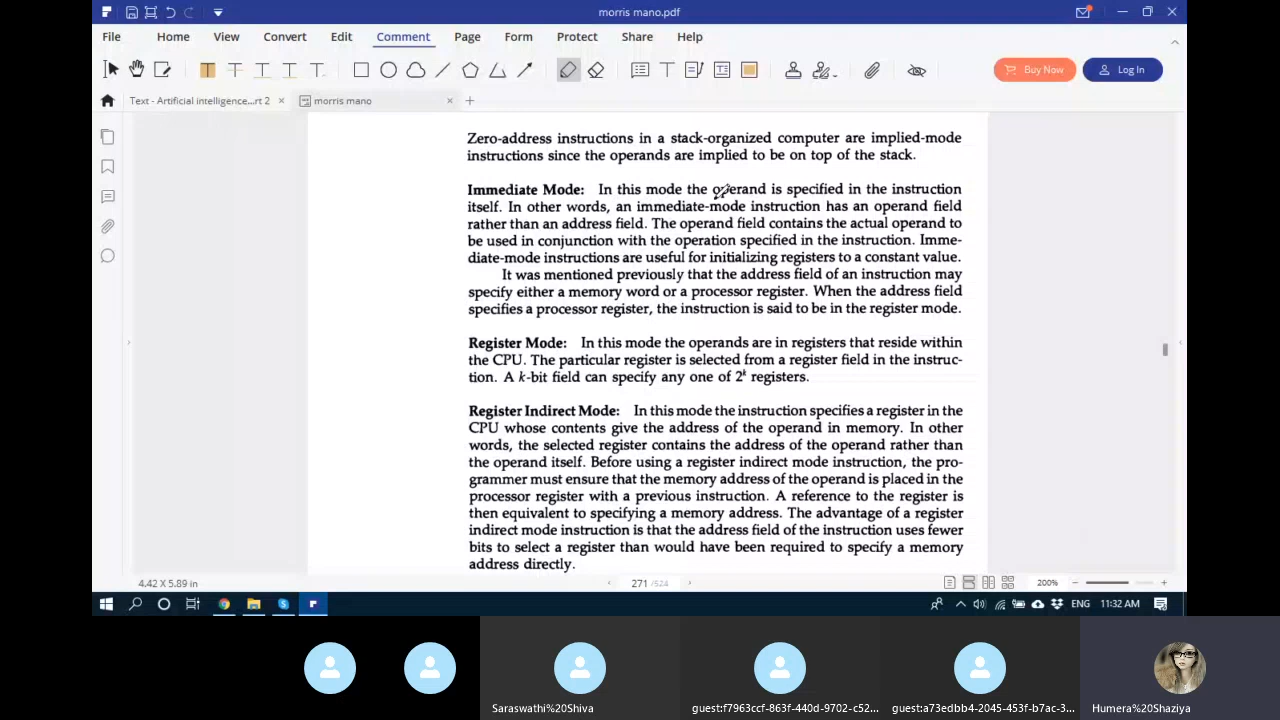 morris mano.pdf
File Home View Convert Edit Comment Page Form Protect Share Help
Buy Now Log In
Text - Artificial intelligence...rt 2 morris mano
Zero-address instructions in a stack-organized computer are implied-mode
instructions since the operands are implied to be on top of the stack.
Immediate Mode: In this mode the operand is specified in the instruction
itself. In other words, an immediate-mode instruction has an operand field
rather than an address field. The operand field contains the actual operand to
be used in conjunction with the operation specified in the instruction. Imme-
diate-mode instructions are useful for initializing registers to a constant value.
It was mentioned previously that the address field of an instruction may
specify either a memory word or a processor register. When the address field
specifies a processor register, the instruction is said to be in the register mode.
Register Mode: In this mode the operands are in registers that reside within
the CPU. The particular register is selected from a register field in the instruc-
tion. A k-bit field can specify any one of 2ᵏ registers.
Register Indirect Mode: In this mode the instruction specifies a register in the
CPU whose contents give the address of the operand in memory. In other
words, the selected register contains the address of the operand rather than
the operand itself. Before using a register indirect mode instruction, the pro-
grammer must ensure that the memory address of the operand is placed in the
processor register with a previous instruction. A reference to the register is
then equivalent to specifying a memory address. The advantage of a register
indirect mode instruction is that the address field of the instruction uses fewer
bits to select a register than would have been required to specify a memory
address directly.
4.42 X 5.89 in 271 /524 200%
ENG 11:32 AM
Saraswathi%20Shiva guest:f7963ccf-863f-440d-9702-c52... guest:a73edbb4-2045-453f-b7ac-3... Humera%20Shaziya